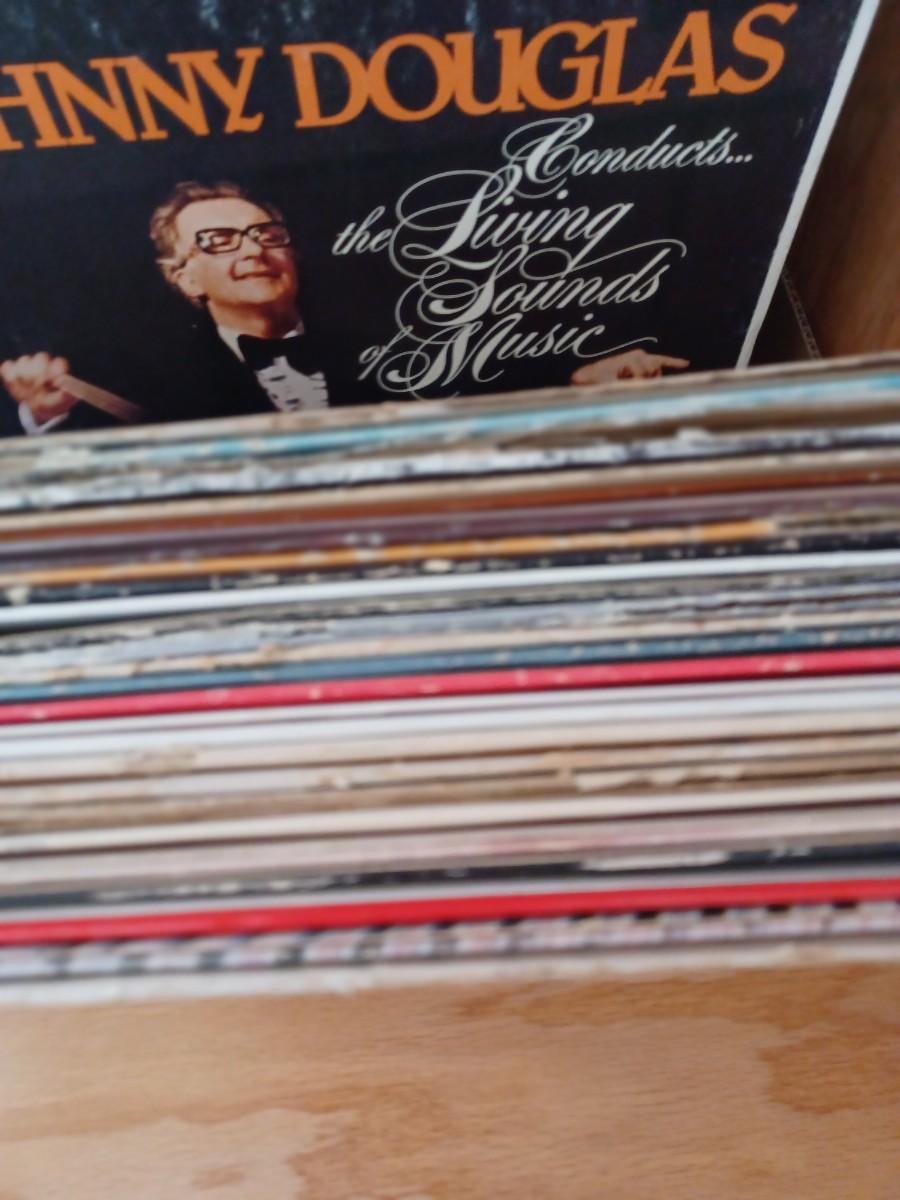 HNNY DOUGLAS
Conducts...
the Living
Sounds
of Music